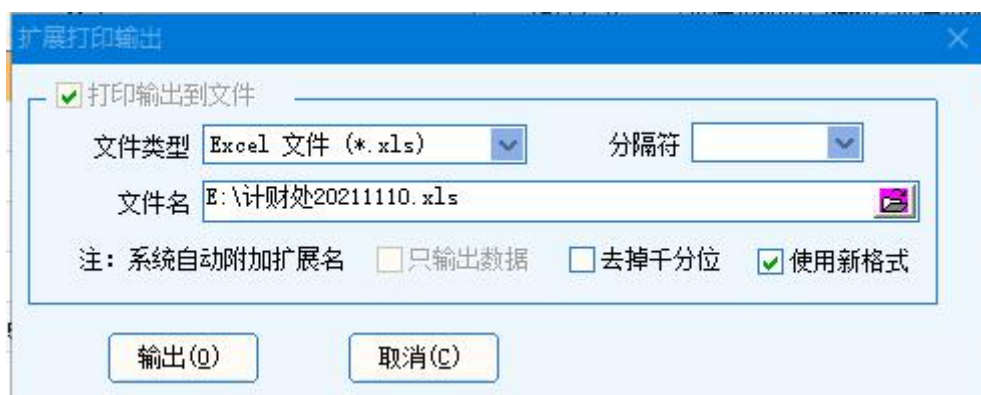 扩展打印输出
打印输出到文件
文件类型 Excel 文件 (*.xls) 分隔符
文件名 E:\计财处20211110.xls
注: 系统自动附加扩展名 只输出数据 去掉千分位 使用新格式
输出(O) 取消(C)